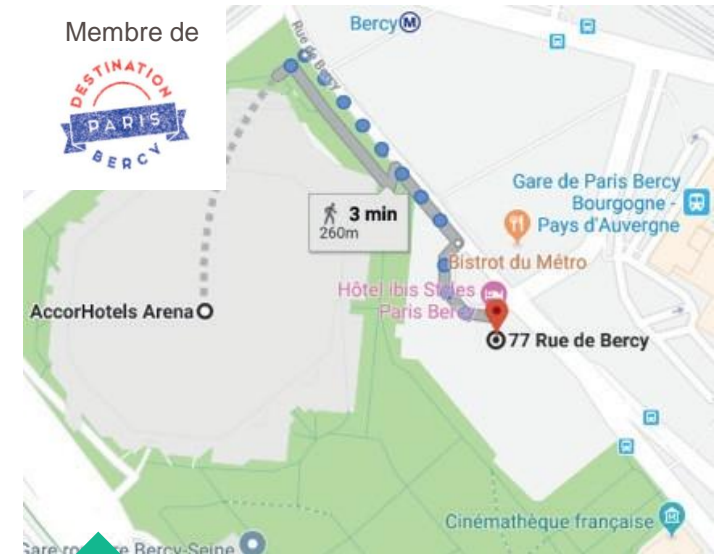 Membre de
DESTINATION
PARIS
BERCY
Bercy M
Rue de Bercy
3 min
260m
Gare de Paris Bercy
Bourgogne -
Pays d'Auvergne
Bistrot du Métro
Hôtel ibis Styles
Paris Bercy
AccorHotels Arena
77 Rue de Bercy
Cinémathèque française
Bercy-Seine